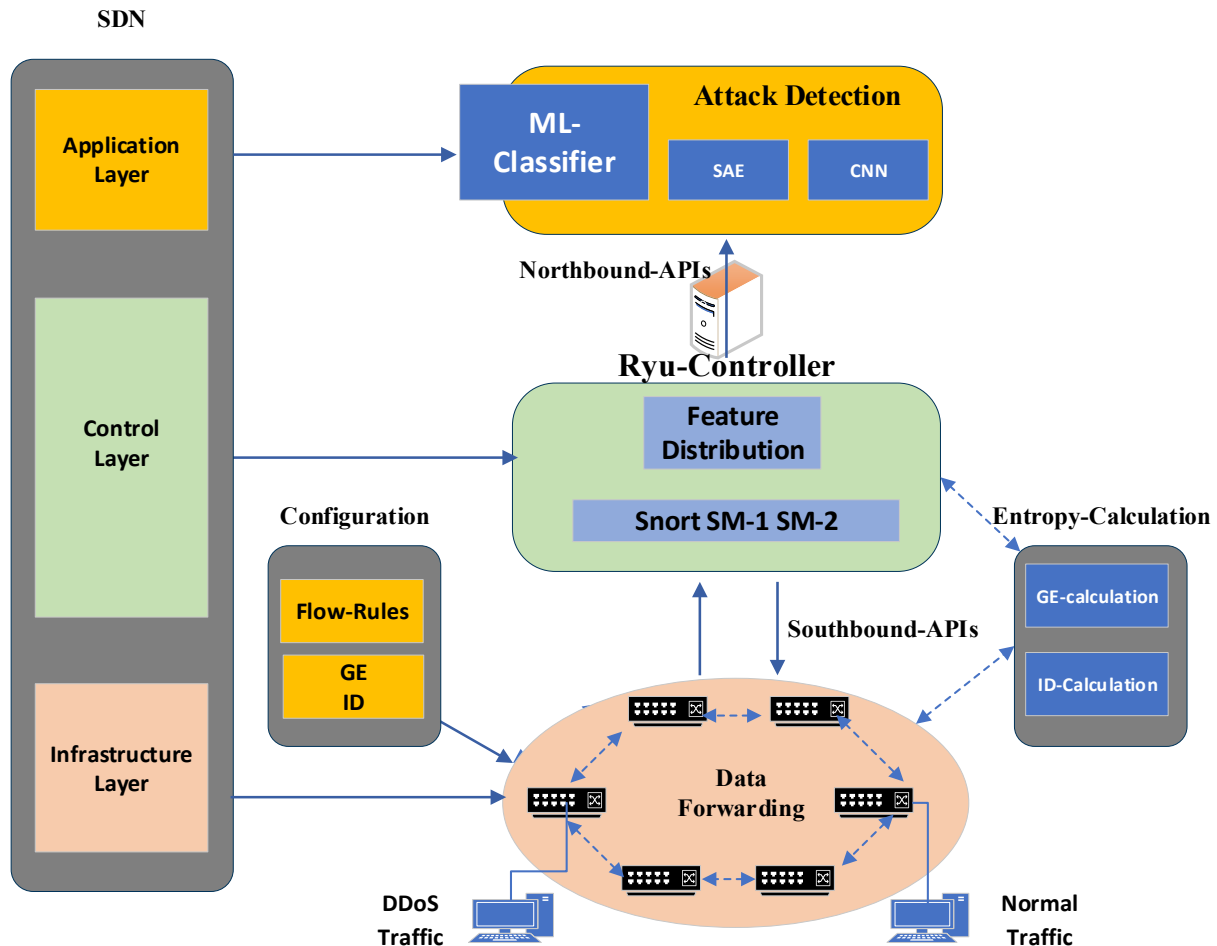 SDN
Application
Layer
Control
Layer
Infrastructure
Layer
Attack Detection
ML-
Classifier
SAE
CNN
Northbound-APIs
Ryu-Controller
Feature
Distribution
Snort SM-1 SM-2
Configuration
Flow-Rules
GE
ID
Entropy-Calculation
GE-calculation
ID-Calculation
Southbound-APIs
Data
Forwarding
DDoS
Traffic
Normal
Traffic